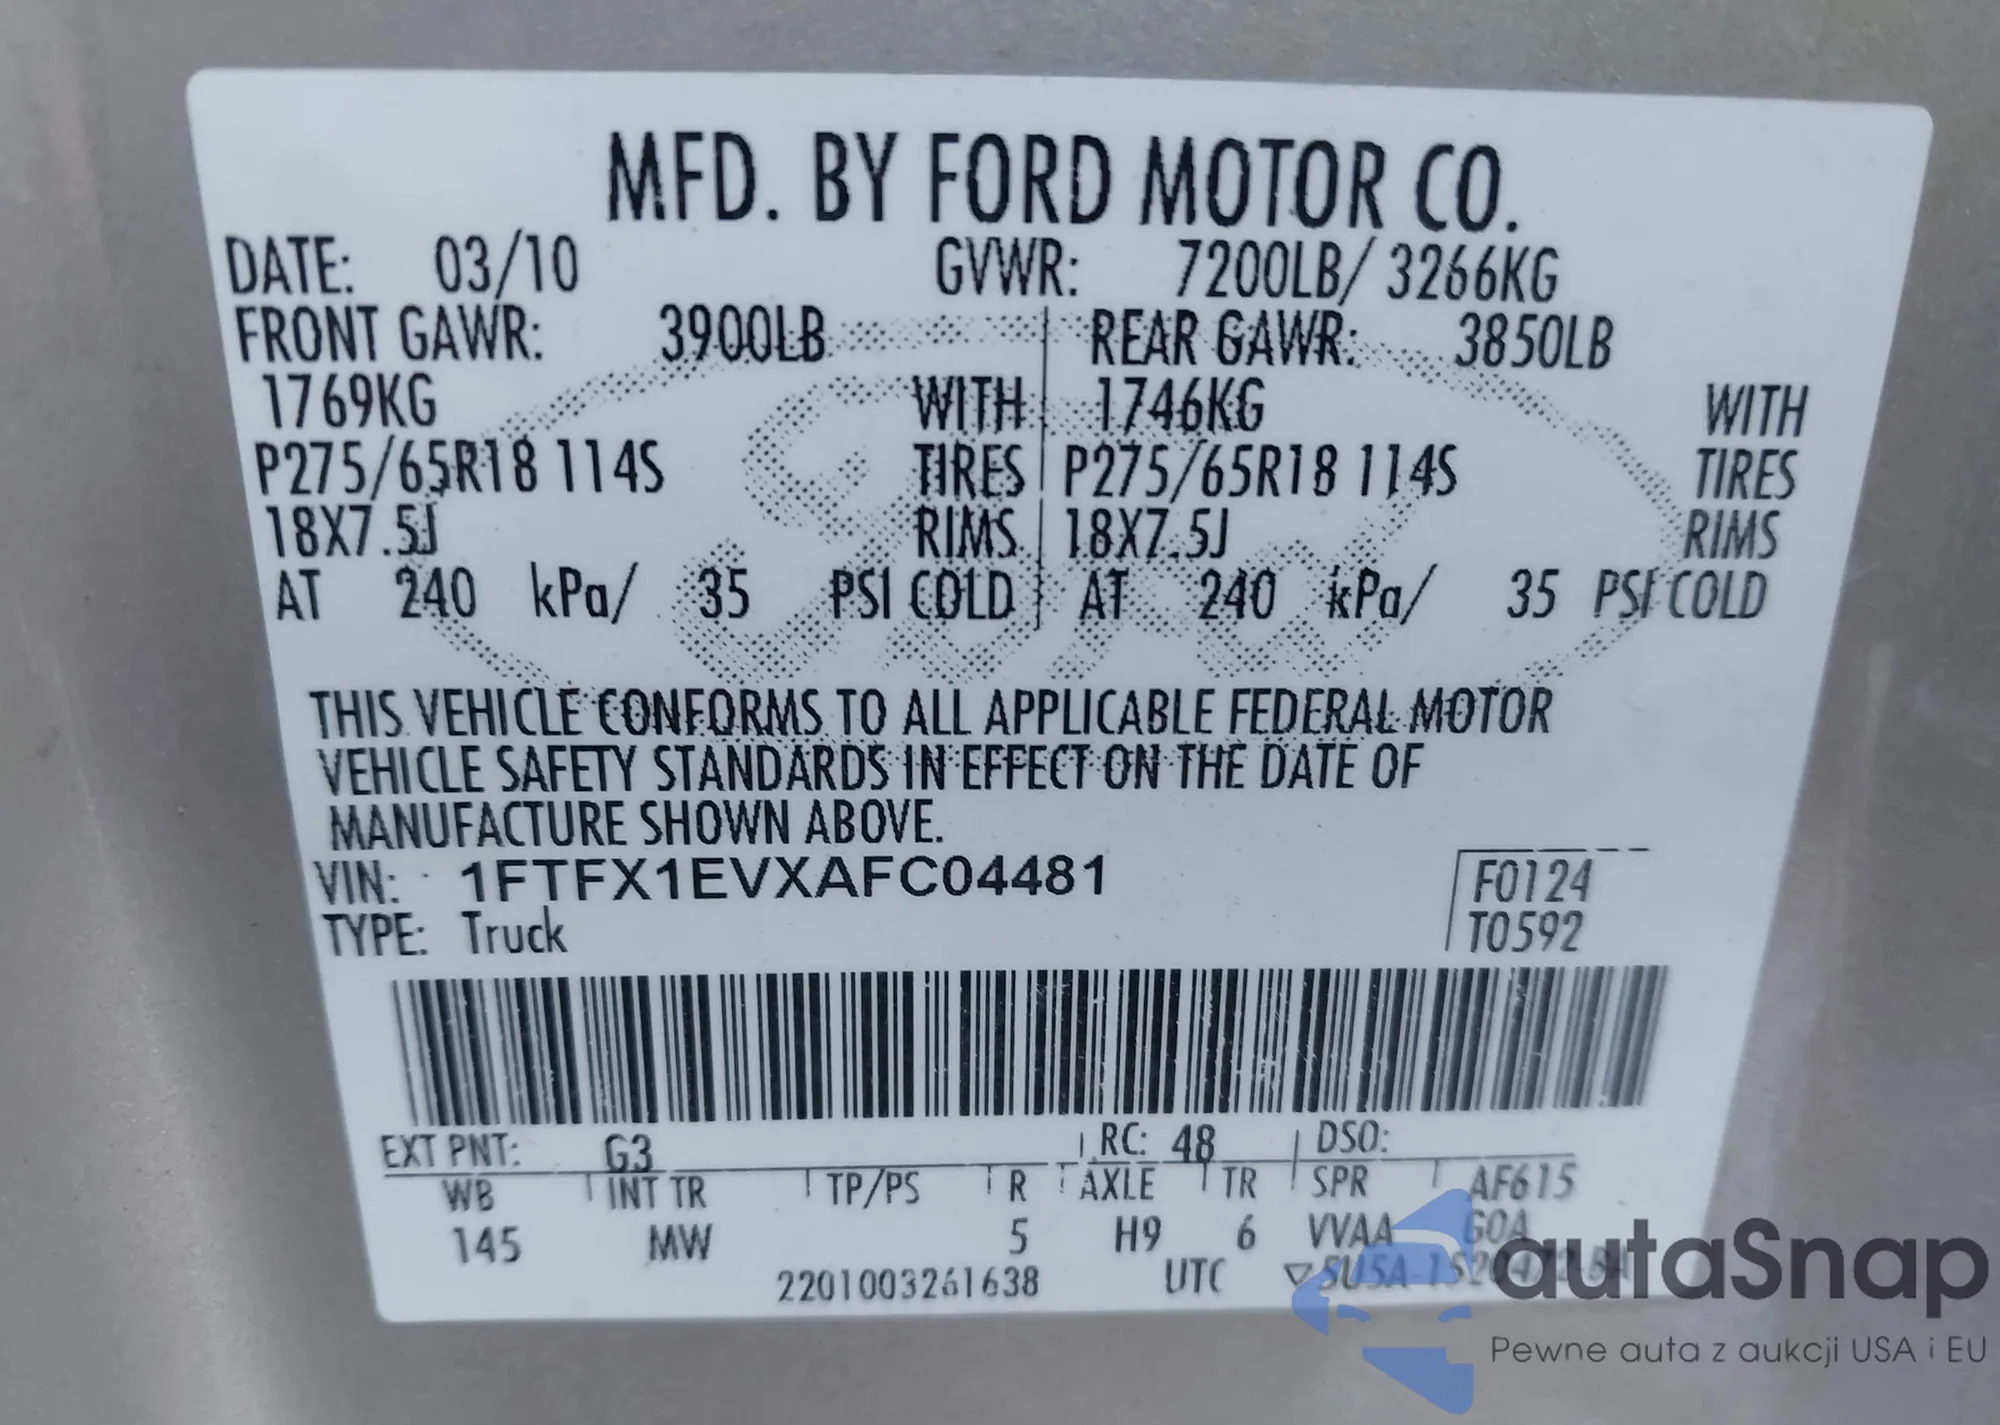 MFD. BY FORD MOTOR CO.
DATE: 03/10 GVWR: 7200LB/ 3266KG
FRONT GAWR: 3900LB REAR GAWR: 3850LB
1769KG WITH 1746KG WITH
P275/65R18 114S TIRES P275/65R18 114S TIRES
18X7.5J RIMS 18X7.5J RIMS
AT 240 kPa/ 35 PSI COLD AT 240 kPa/ 35 PSI COLD
THIS VEHICLE CONFORMS TO ALL APPLICABLE FEDERAL MOTOR
VEHICLE SAFETY STANDARDS IN EFFECT ON THE DATE OF
MANUFACTURE SHOWN ABOVE.
VIN: 1FTFX1EVXAFC04481 F0124
TYPE: Truck T0592
EXT PNT: G3 RC: 48 DSO:
WB INT TR TP/PS R AXLE TR SPR AF615
145 MW 5 H9 6 VVAA GOA
2201003261638 UTC ▽ 5U5A-1520472-BA
autaSnap
Pewne auta z aukcji USA i EU